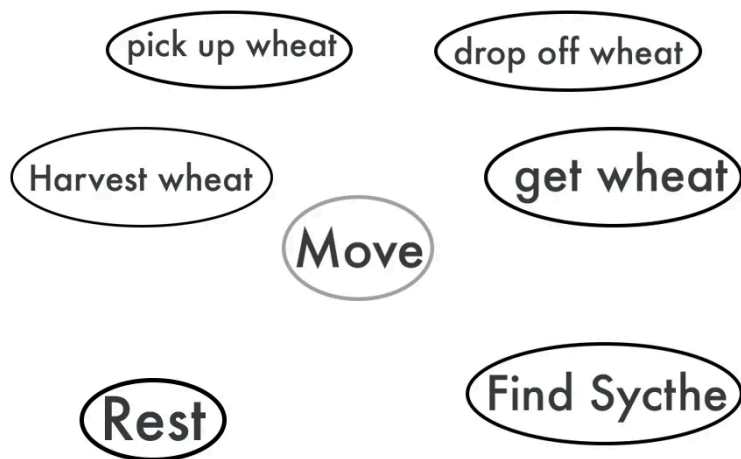 pick up wheat
drop off wheat
Harvest wheat
get wheat
Move
Find Sycthe
Rest